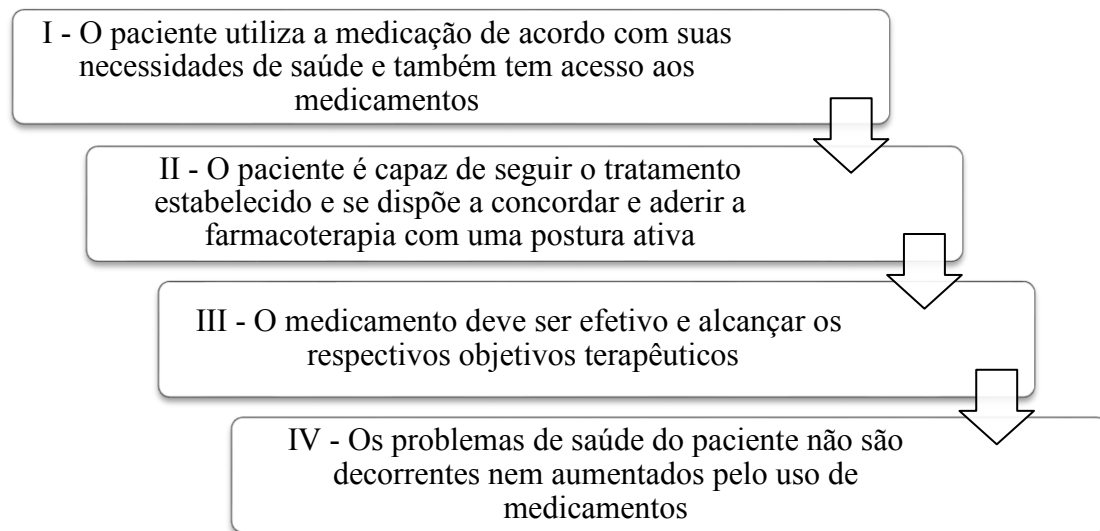 I - O paciente utiliza a medicação de acordo com suas
necessidades de saúde e também tem acesso aos
medicamentos
II - O paciente é capaz de seguir o tratamento
estabelecido e se dispõe a concordar e aderir a
farmacoterapia com uma postura ativa
III - O medicamento deve ser efetivo e alcançar os
respectivos objetivos terapêuticos
IV - Os problemas de saúde do paciente não são
decorrentes nem aumentados pelo uso de
medicamentos